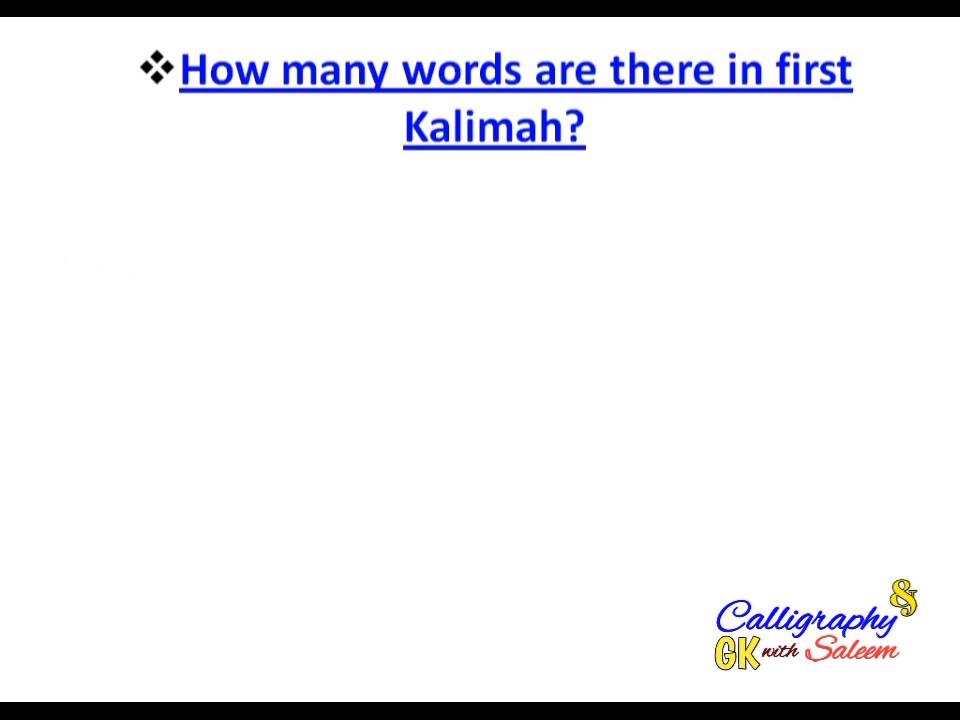 ❖How many words are there in first
Kalimah?
Calligraphy &
GK with Saleem